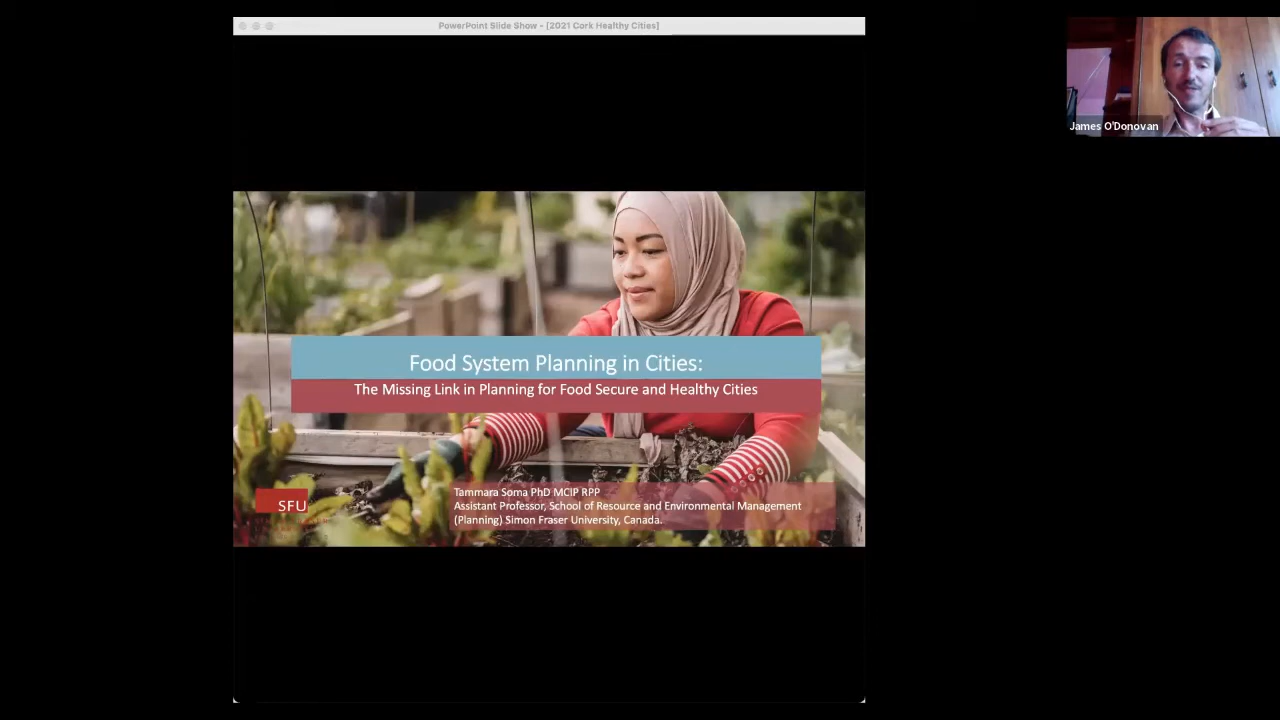 PowerPoint Slide Show - [2021 Cork Healthy Cities]
James O'Donovan
Food System Planning in Cities:
The Missing Link in Planning for Food Secure and Healthy Cities
SFU
Tammara Soma PhD MCIP RPP
Assistant Professor, School of Resource and Environmental Management
(Planning) Simon Fraser University, Canada.